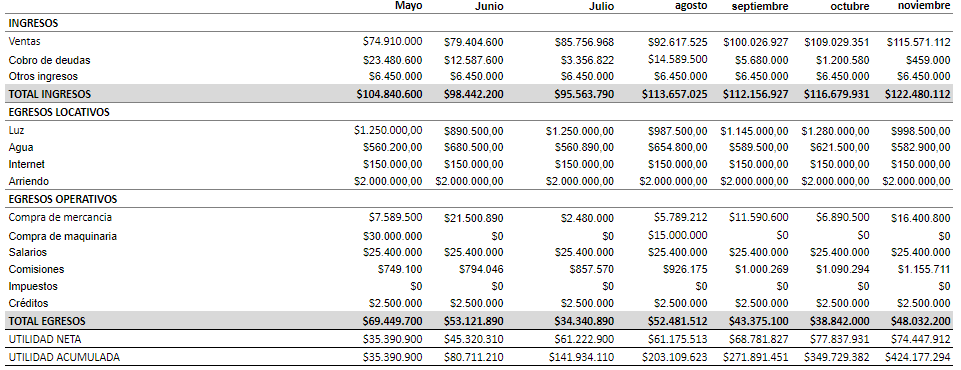 Mayo Junio Julio agosto septiembre octubre noviembre
INGRESOS
Ventas $74.910.000 $79.404.600 $85.756.968 $92.617.525 $100.026.927 $109.029.351 $115.571.112
Cobro de deudas $23.480.600 $12.587.600 $3.356.822 $14.589.500 $5.680.000 $1.200.580 $459.000
Otros ingresos $6.450.000 $6.450.000 $6.450.000 $6.450.000 $6.450.000 $6.450.000 $6.450.000
TOTAL INGRESOS $104.840.600 $98.442.200 $95.563.790 $113.657.025 $112.156.927 $116.679.931 $122.480.112
EGRESOS LOCATIVOS
Luz $1.250.000,00 $890.500,00 $1.250.000,00 $987.500,00 $1.145.000,00 $1.280.000,00 $998.500,00
Agua $560.200,00 $680.500,00 $560.890,00 $654.800,00 $589.500,00 $621.500,00 $582.900,00
Internet $150.000,00 $150.000,00 $150.000,00 $150.000,00 $150.000,00 $150.000,00 $150.000,00
Arriendo $2.000.000,00 $2.000.000,00 $2.000.000,00 $2.000.000,00 $2.000.000,00 $2.000.000,00 $2.000.000,00
EGRESOS OPERATIVOS
Compra de mercancia $7.589.500 $21.500.890 $2.480.000 $5.789.212 $11.590.600 $6.890.500 $16.400.800
Compra de maquinaria $30.000.000 $0 $0 $15.000.000 $0 $0 $0
Salarios $25.400.000 $25.400.000 $25.400.000 $25.400.000 $25.400.000 $25.400.000 $25.400.000
Comisiones $749.100 $794.046 $857.570 $926.175 $1.000.269 $1.090.294 $1.155.711
Impuestos $0 $0 $0 $0 $0 $0 $0
Créditos $2.500.000 $2.500.000 $2.500.000 $2.500.000 $2.500.000 $2.500.000 $2.500.000
TOTAL EGRESOS $69.449.700 $53.121.890 $34.340.890 $52.481.512 $43.375.100 $38.842.000 $48.032.200
UTILIDAD NETA $35.390.900 $45.320.310 $61.222.900 $61.175.513 $68.781.827 $77.837.931 $74.447.912
UTILIDAD ACUMULADA $35.390.900 $80.711.210 $141.934.110 $203.109.623 $271.891.451 $349.729.382 $424.177.294